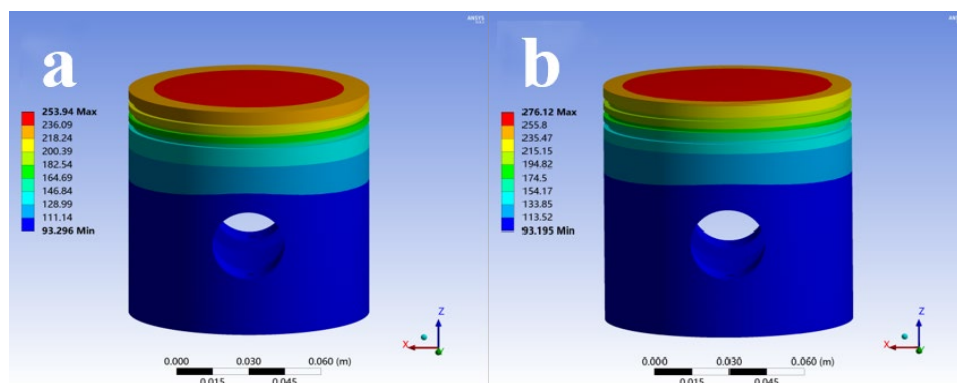 a
ANSYS
253.94 Max
236.09
218.24
200.39
182.54
164.69
146.84
128.99
111.14
93.296 Min
Z
X
Y
0.000 0.030 0.060 (m)
0.015 0.045
b
ANSYS
276.12 Max
255.8
235.47
215.15
194.82
174.5
154.17
133.85
113.52
93.195 Min
Z
X
Y
0.000 0.030 0.060 (m)
0.015 0.045